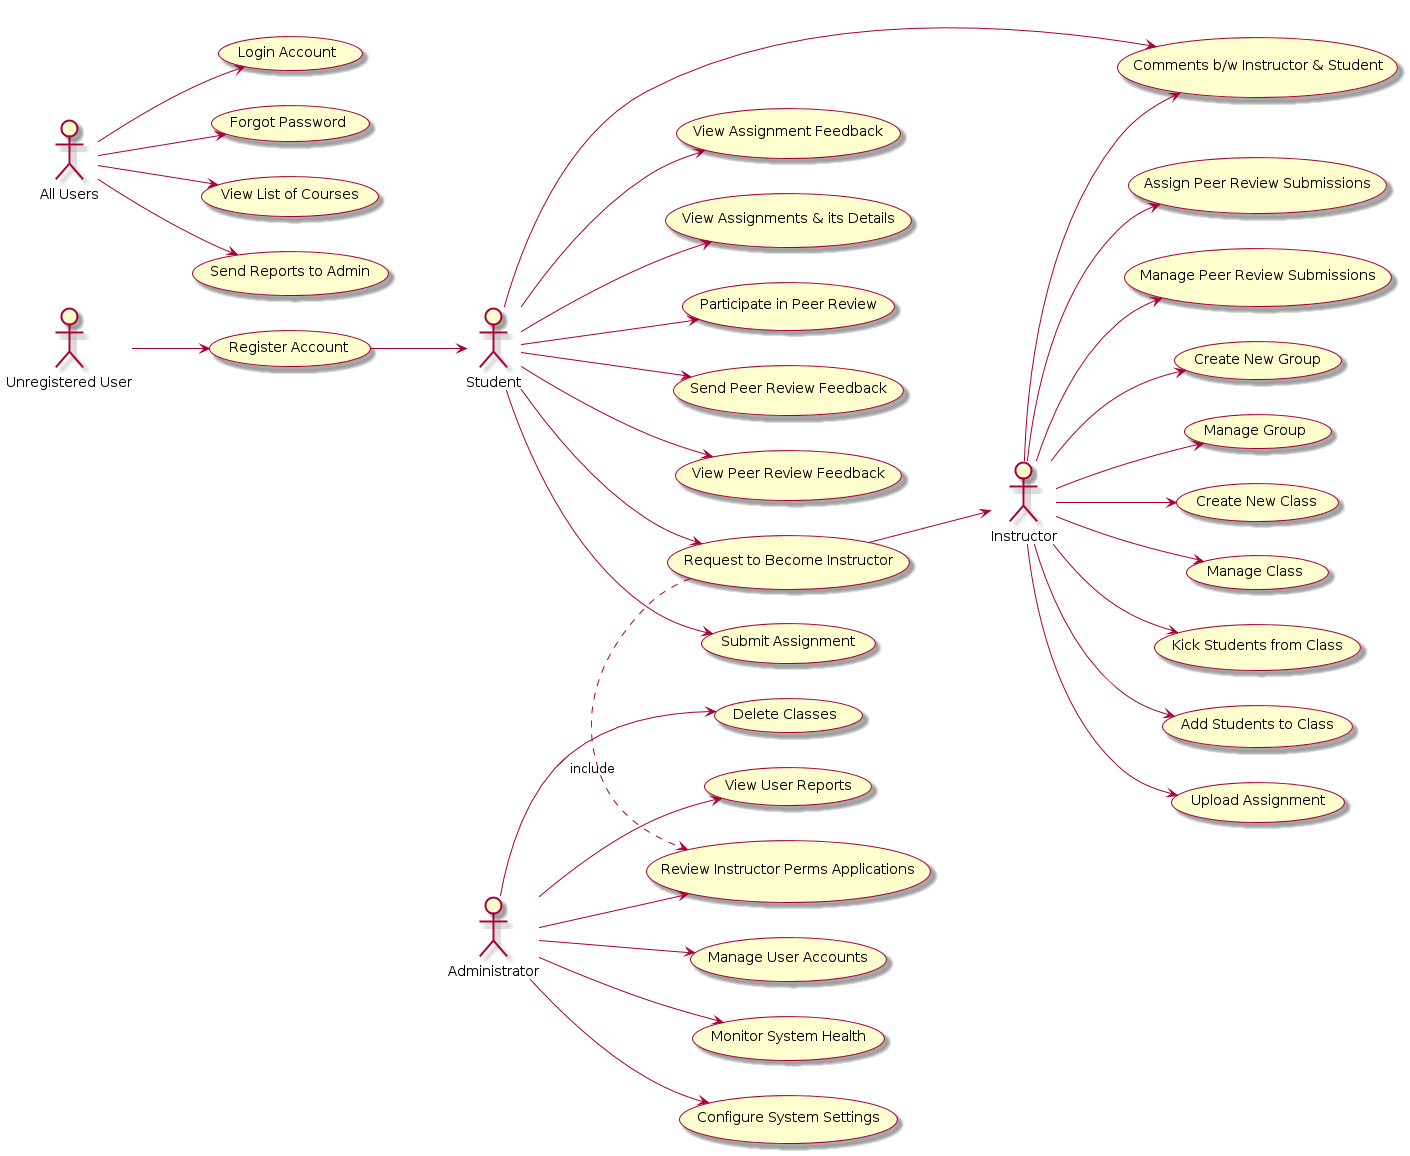 Login Account
Forgot Password
All Users
View List of Courses
Send Reports to Admin
Unregistered User
Register Account
Student
View Assignment Feedback
View Assignments & its Details
Participate in Peer Review
Send Peer Review Feedback
View Peer Review Feedback
Request to Become Instructor
Submit Assignment
include
Administrator
Delete Classes
View User Reports
Review Instructor Perms Applications
Manage User Accounts
Monitor System Health
Configure System Settings
Instructor
Comments b/w Instructor & Student
Assign Peer Review Submissions
Manage Peer Review Submissions
Create New Group
Manage Group
Create New Class
Manage Class
Kick Students from Class
Add Students to Class
Upload Assignment